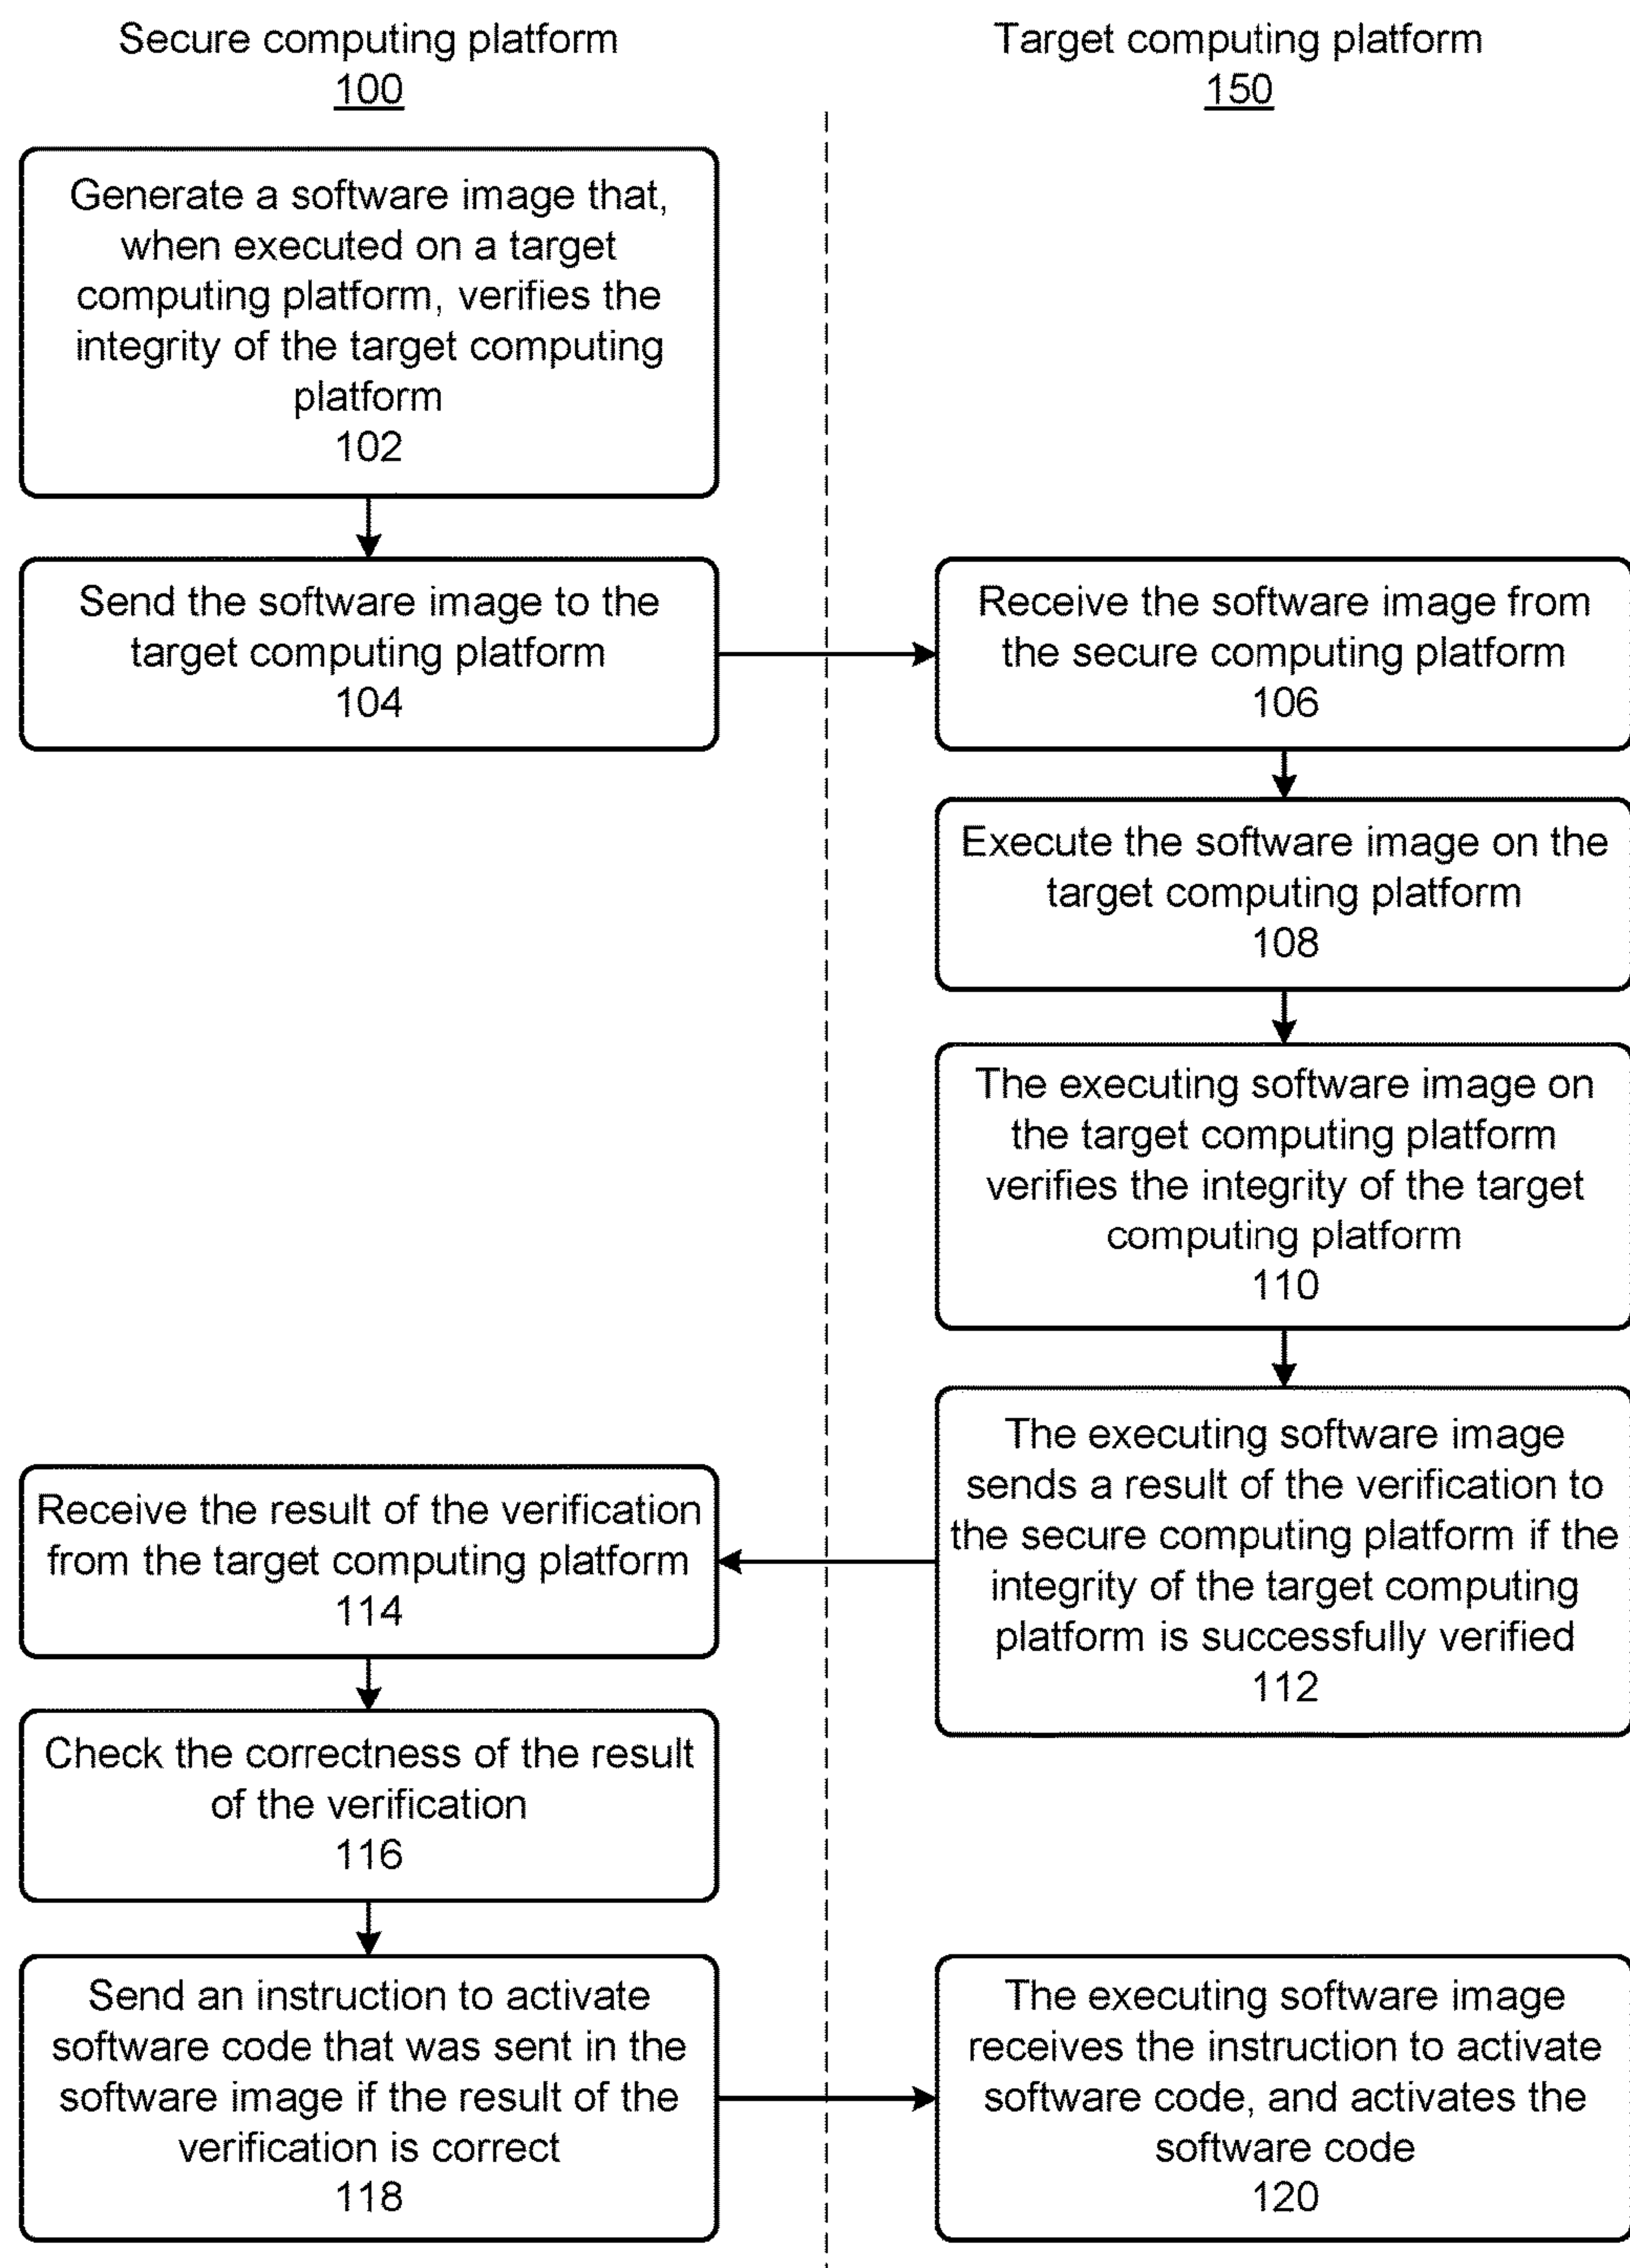 Secure computing platform
100
Target computing platform
150
Generate a software image that,
when executed on a target
computing platform, verifies the
integrity of the target computing
platform
102
Send the software image to the
target computing platform
104
Receive the software image from
the secure computing platform
106
Execute the software image on the
target computing platform
108
The executing software image on
the target computing platform
verifies the integrity of the target
computing platform
110
The executing software image
sends a result of the verification to
the secure computing platform if the
integrity of the target computing
platform is successfully verified
112
Receive the result of the verification
from the target computing platform
114
Check the correctness of the result
of the verification
116
Send an instruction to activate
software code that was sent in the
software image if the result of the
verification is correct
118
The executing software image
receives the instruction to activate
software code, and activates the
software code
120